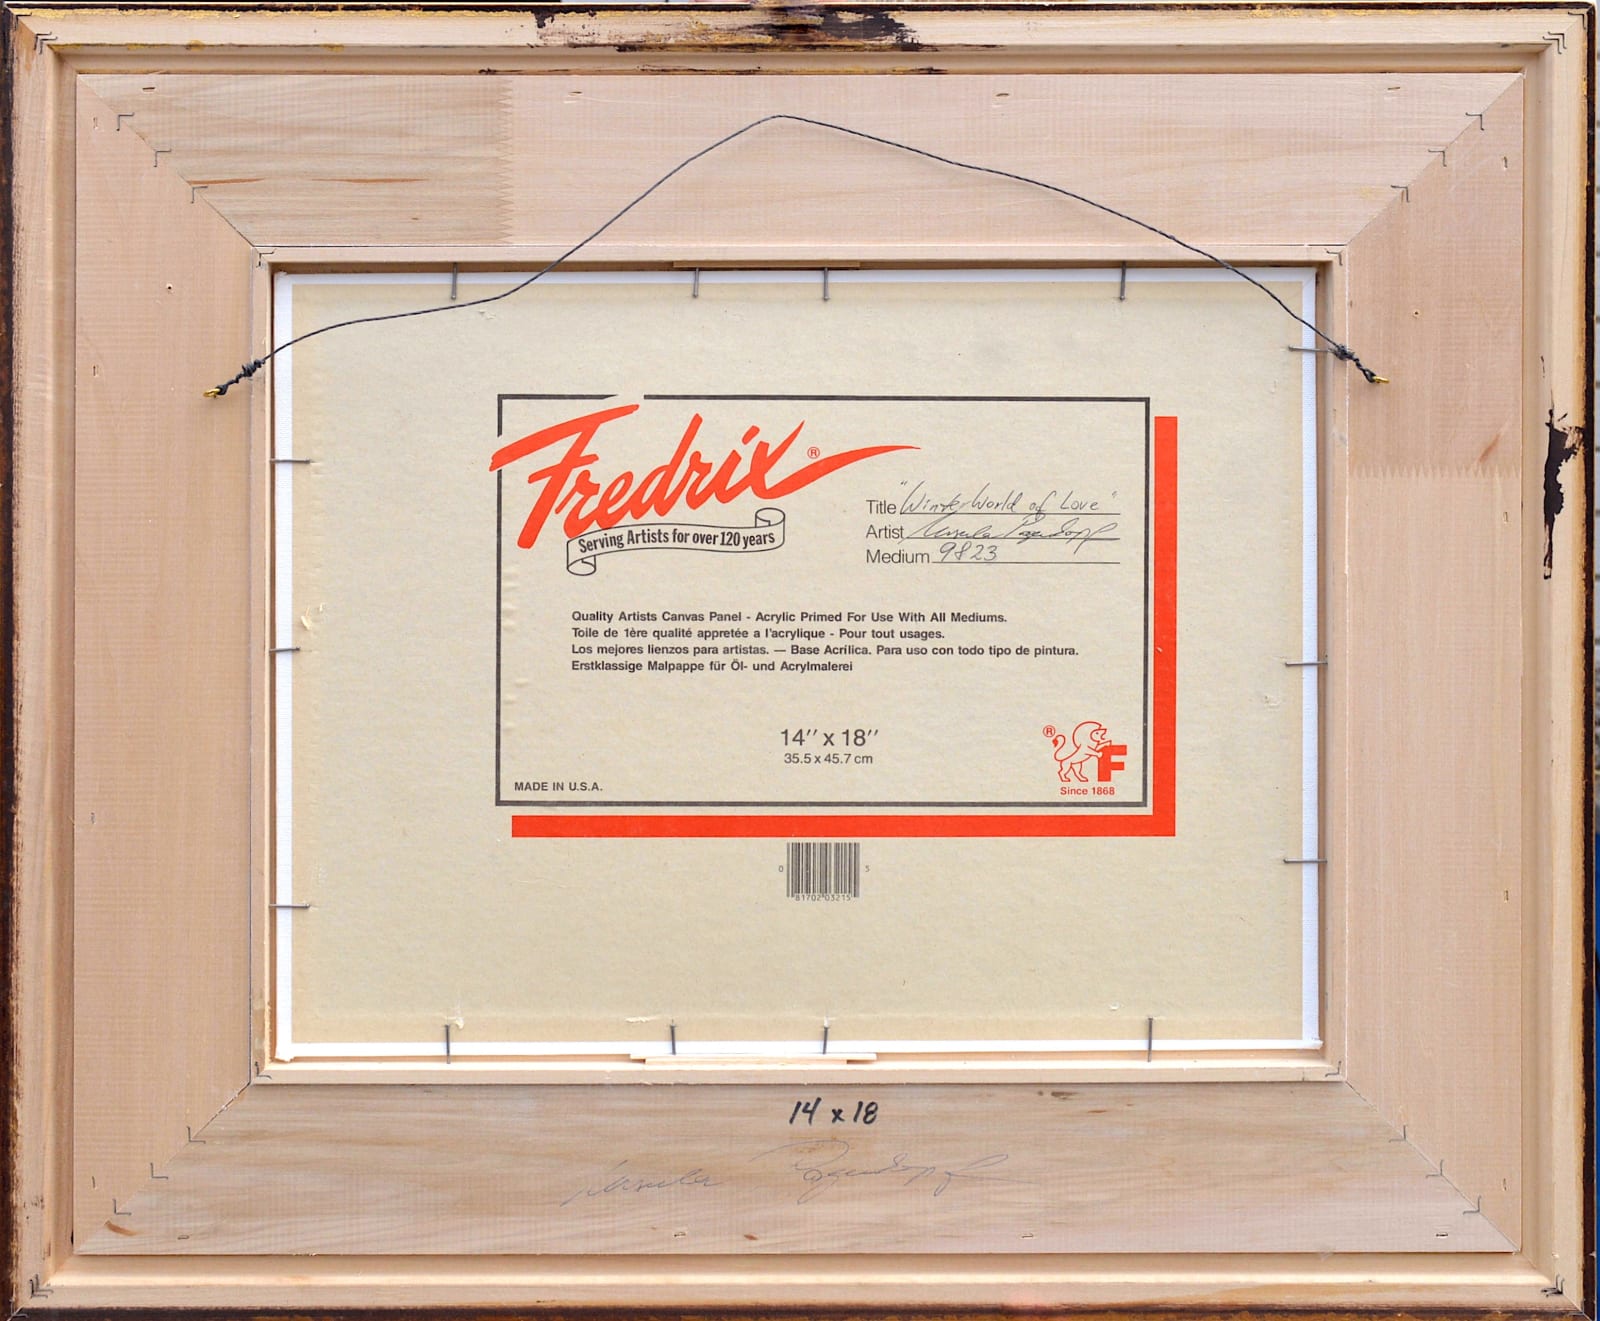 Fredrix®
Serving Artists for over 120 years
Title "Winter World of Love"
Artist Ursula
Medium 9823
Quality Artists Canvas Panel - Acrylic Primed For Use With All Mediums.
Toile de 1ère qualité appretée a l'acrylique - Pour tout usages.
Los mejores lienzos para artistas. — Base Acrílica. Para uso con todo tipo de pintura.
Erstklassige Malpappe für Öl- und Acrylmalerei
14" x 18"
35.5 x 45.7 cm
® F
Since 1868
MADE IN U.S.A.
0 81702 03215 5
14 x 18
Ursula